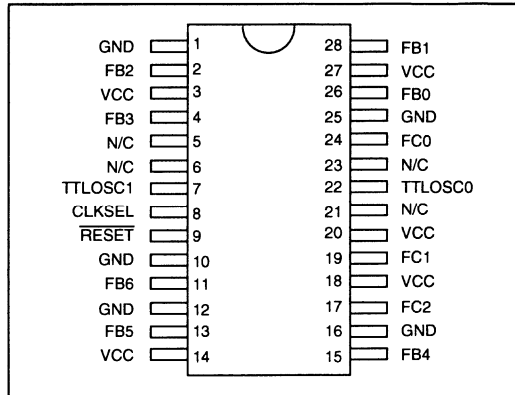 GND 1 28 FB1
FB2 2 27 VCC
VCC 3 26 FB0
FB3 4 25 GND
N/C 5 24 FC0
N/C 6 23 N/C
TTLOSC1 7 22 TTLOSC0
CLKSEL 8 21 N/C
RESET 9 20 VCC
GND 10 19 FC1
FB6 11 18 VCC
GND 12 17 FC2
FB5 13 16 GND
VCC 14 15 FB4